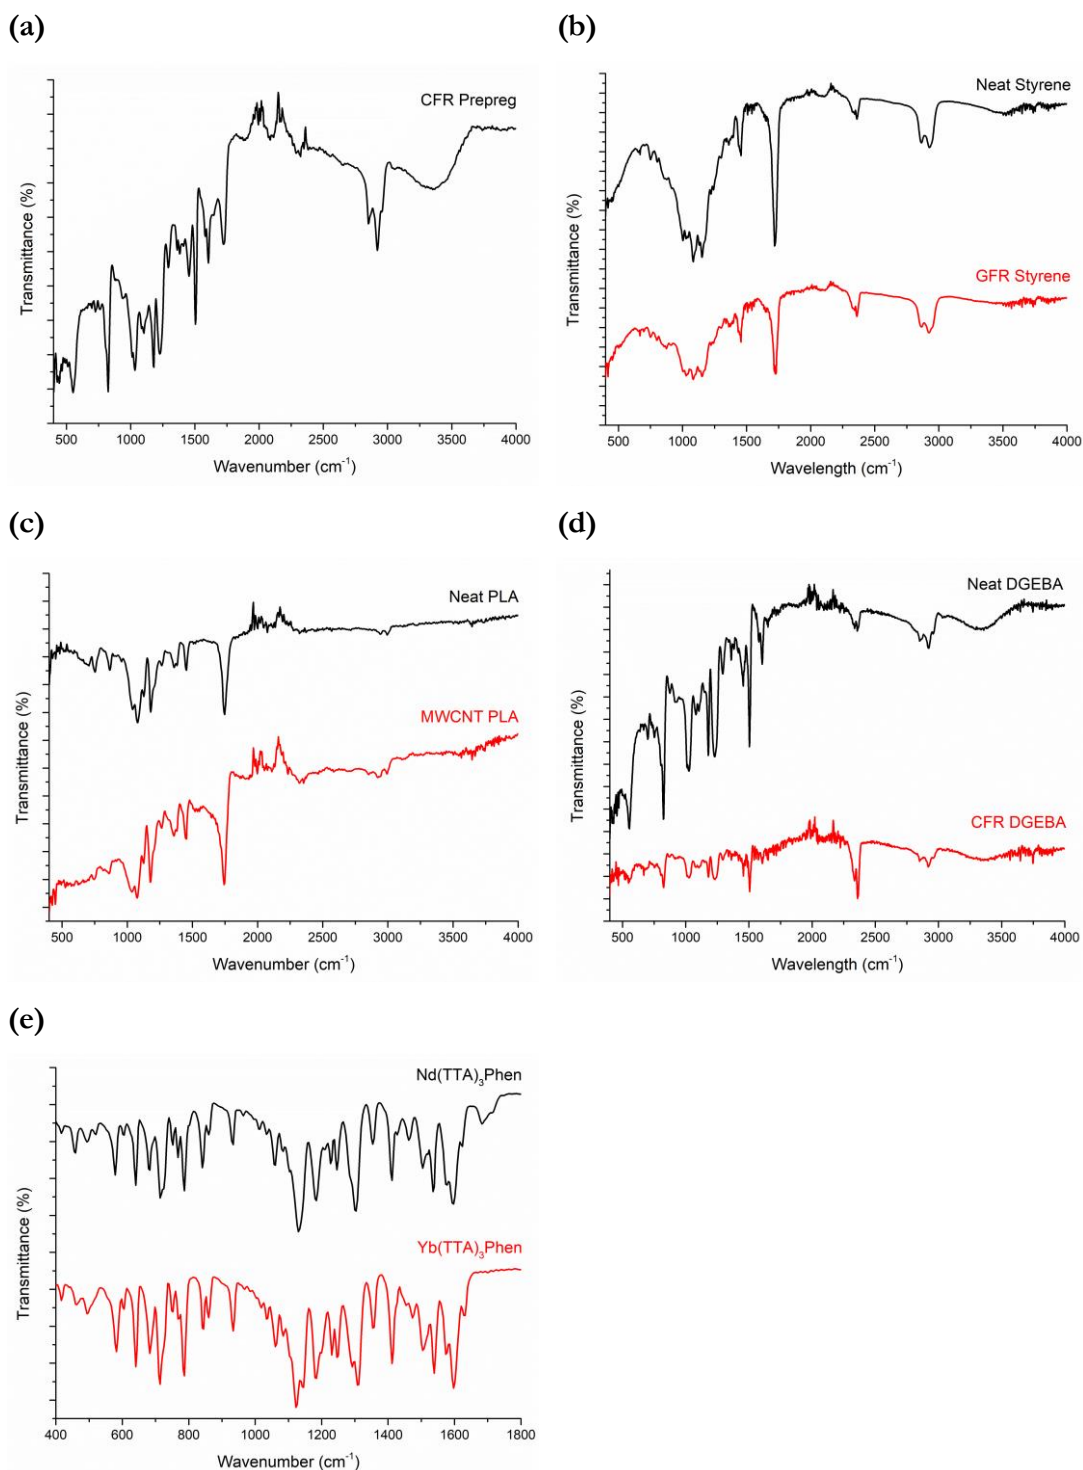 (a)
CFR Prepreg
Transmittance (%)
500 1000 1500 2000 2500 3000 3500 4000
Wavenumber (cm⁻¹)
(b)
Neat Styrene
GFR Styrene
Transmittance (%)
500 1000 1500 2000 2500 3000 3500 4000
Wavelength (cm⁻¹)
(c)
Neat PLA
MWCNT PLA
Transmittance (%)
500 1000 1500 2000 2500 3000 3500 4000
Wavenumber (cm⁻¹)
(d)
Neat DGEBA
CFR DGEBA
Transmittance (%)
500 1000 1500 2000 2500 3000 3500 4000
Wavelength (cm⁻¹)
(e)
Nd(TTA)₃Phen
Yb(TTA)₃Phen
Transmittance (%)
400 600 800 1000 1200 1400 1600 1800
Wavenumber (cm⁻¹)